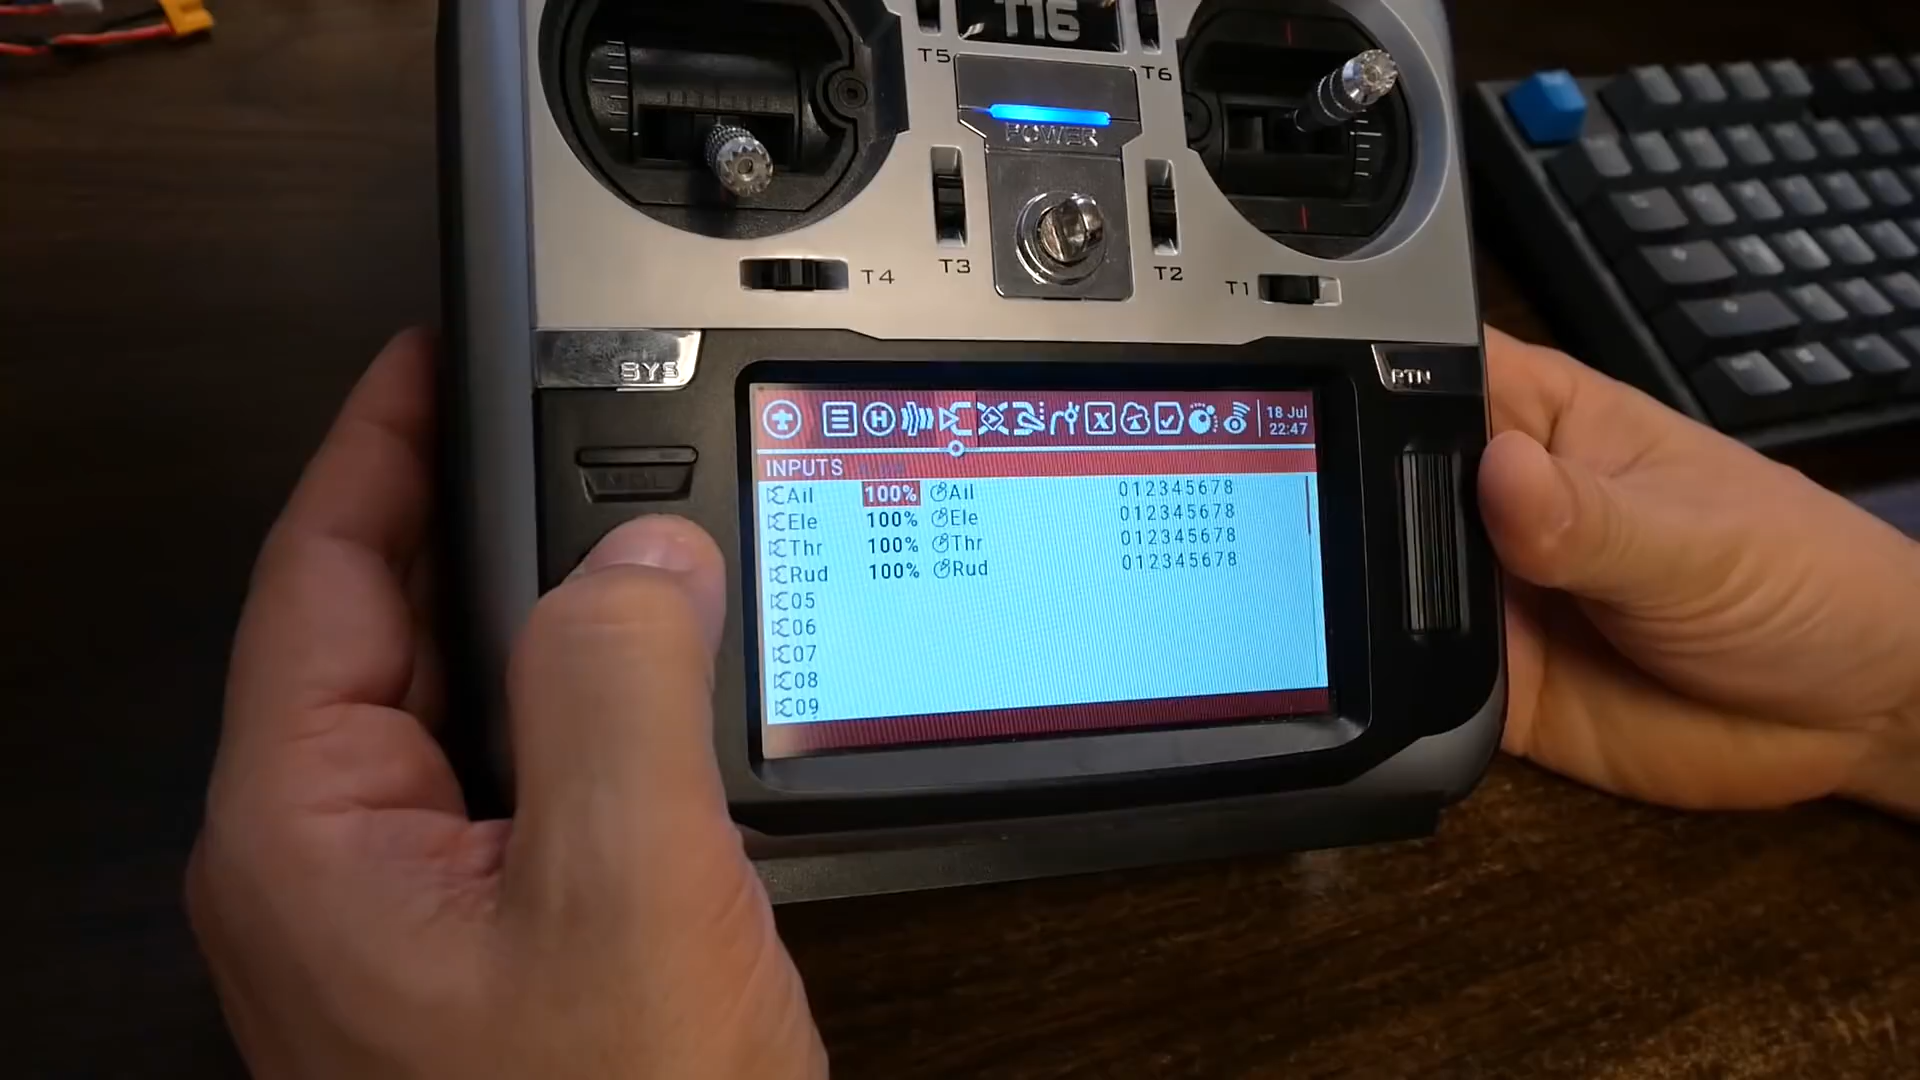 T16
T5
T6
POWER
T4
T3
T2
T1
SYS
RTN
MDL
18 Jul
22:47
INPUTS
Ail 100% Ail 012345678
Ele 100% Ele 012345678
Thr 100% Thr 012345678
Rud 100% Rud 012345678
05
06
07
08
09